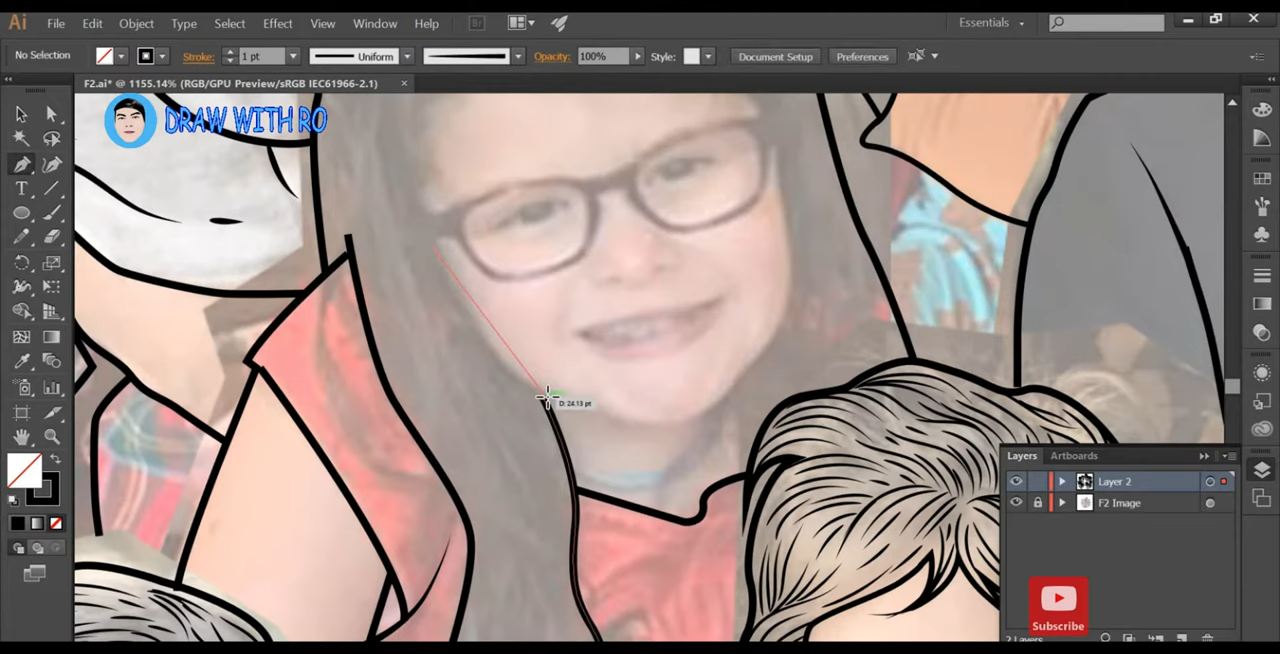 Ai File Edit Object Type Select Effect View Window Help Br Essentials
No Selection Stroke: 1 pt Uniform Opacity: 100% Style: Document Setup Preferences
F2.ai* @ 1155.14% (RGB/GPU Preview/sRGB IEC61966-2.1) ×
DRAW WITH RO
D: 24.13 pt
Layers Artboards
Layer 2
F2 Image
Subscribe